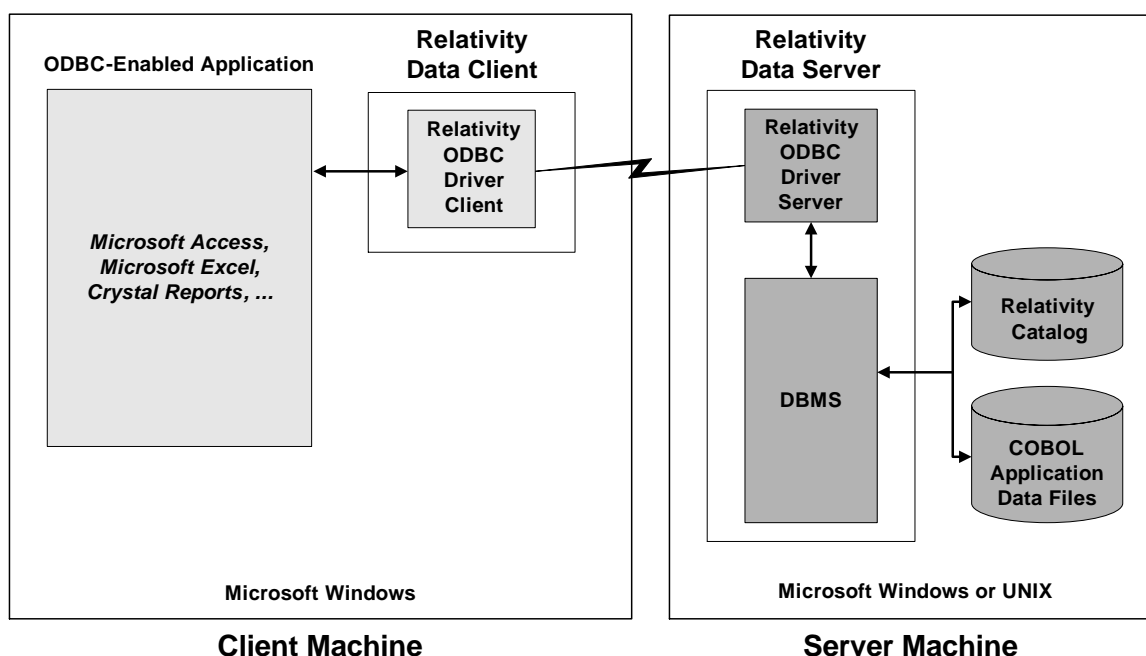 ODBC-Enabled Application
Relativity
Data Client
Relativity
ODBC
Driver
Client
Microsoft Access,
Microsoft Excel,
Crystal Reports, ...
Microsoft Windows
Client Machine
Relativity
Data Server
Relativity
ODBC
Driver
Server
DBMS
Relativity
Catalog
COBOL
Application
Data Files
Microsoft Windows or UNIX
Server Machine